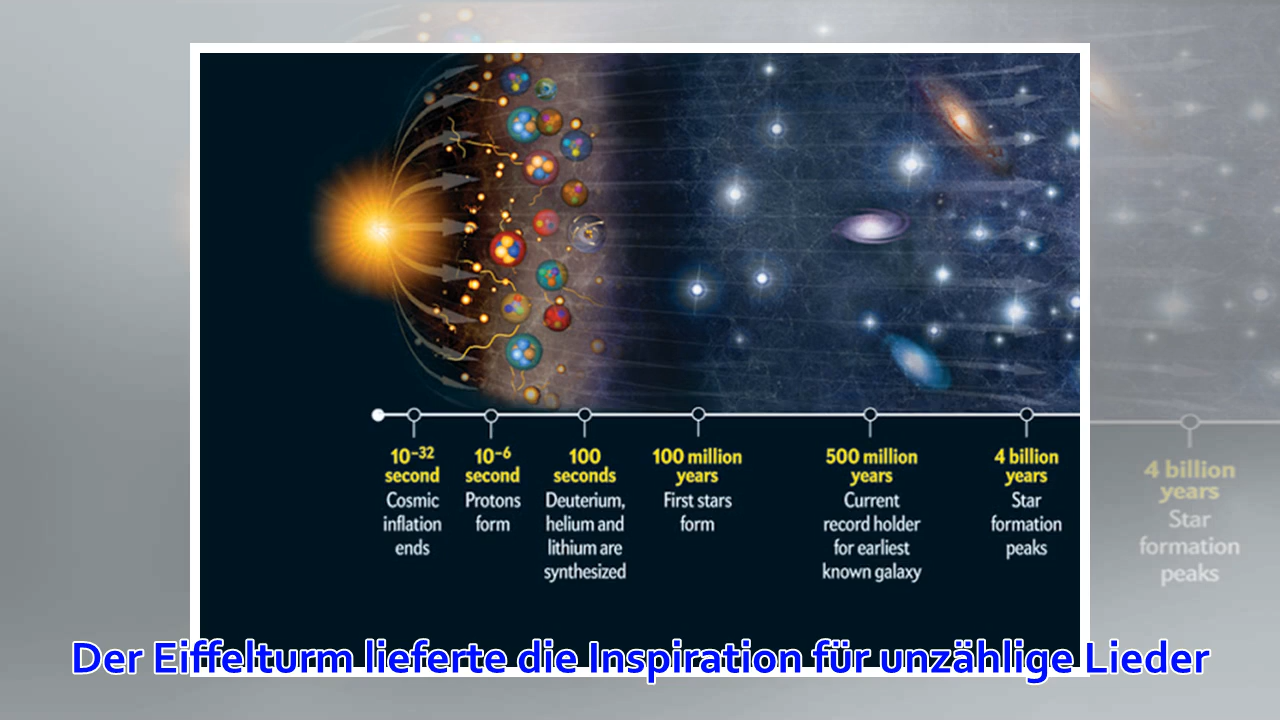 10⁻³²
second
Cosmic
inflation
ends
10⁻⁶
second
Protons
form
100
seconds
Deuterium,
helium and
lithium are
synthesized
100 million
years
First stars
form
500 million
years
Current
record holder
for earliest
known galaxy
4 billion
years
Star
formation
peaks
4 billion
years
Star
formation
peaks
Der Eiffelturm lieferte die Inspiration für unzählige Lieder